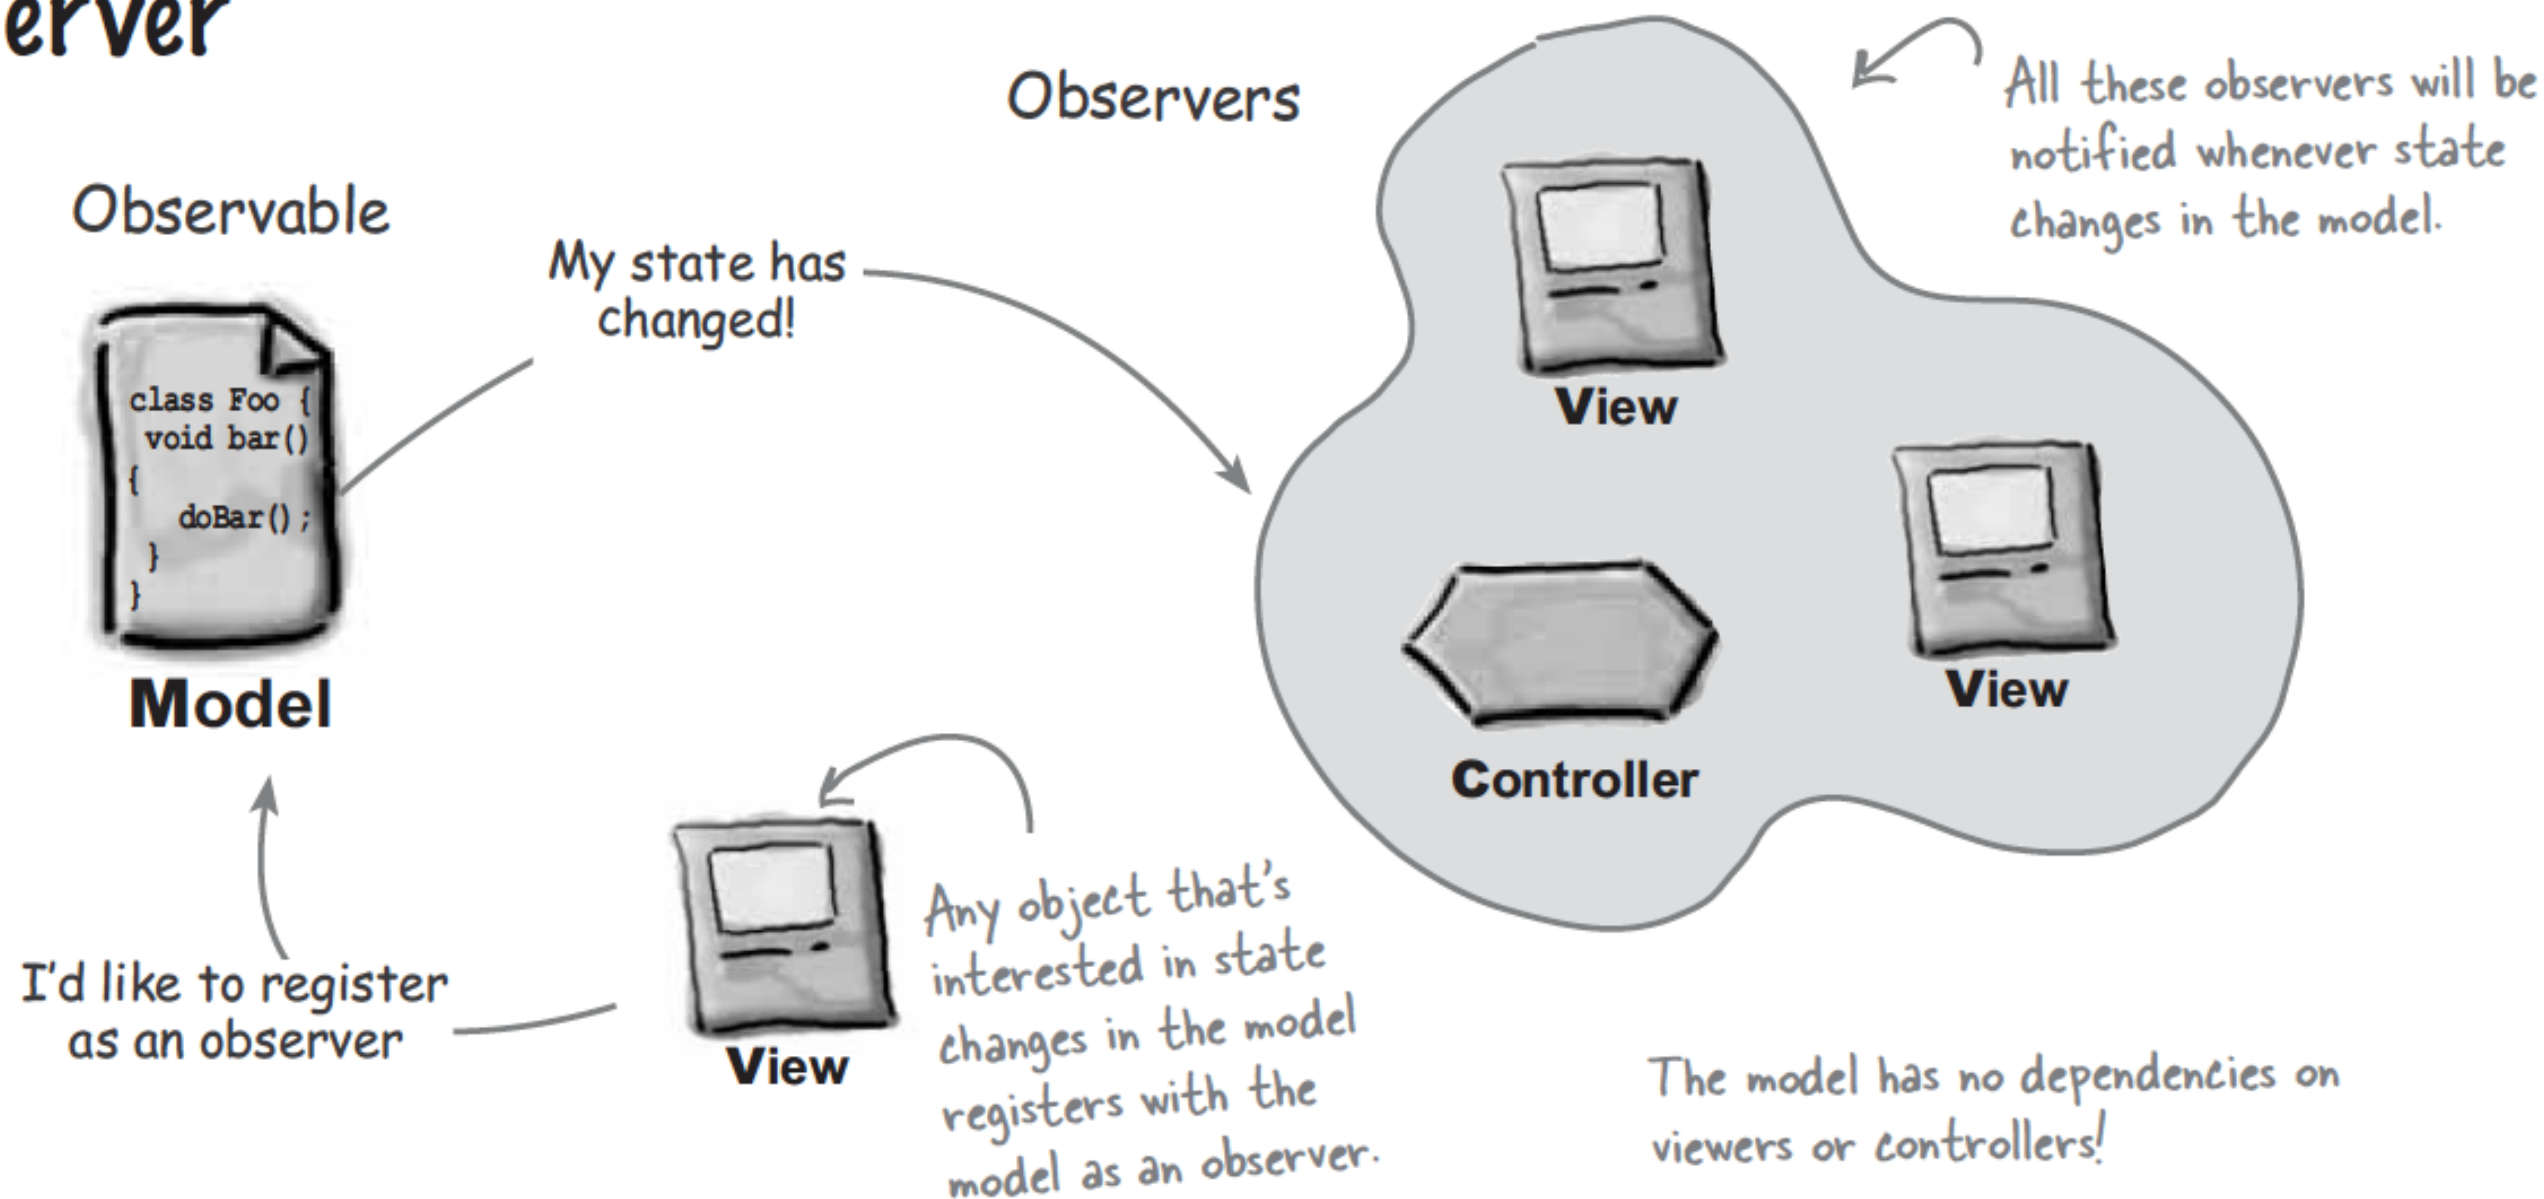 erver
Observable
class Foo {
void bar()
{
doBar();
}
}
Model
My state has
changed!
Observers
View
View
Controller
All these observers will be
notified whenever state
changes in the model.
I'd like to register
as an observer
View
Any object that's
interested in state
changes in the model
registers with the
model as an observer.
The model has no dependencies on
viewers or controllers!